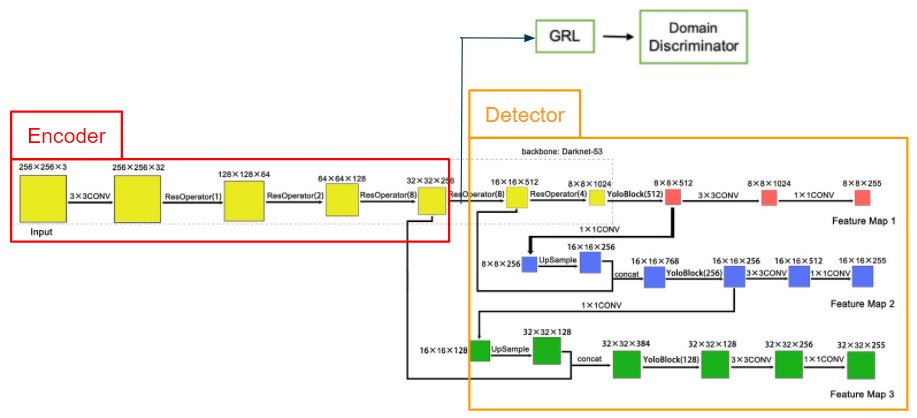 GRL
Domain
Discriminator
Encoder
Detector
backbone: Darknet-53
256×256×3
256×256×32
128×128×64
64×64×128
32×32×256
16×16×512
8×8×1024
8×8×512
8×8×1024
8×8×255
3×3CONV
ResOperator(1)
ResOperator(2)
ResOperator(8)
ResOperator(8)
ResOperator(4)
YoloBlock(512)
3×3CONV
1×1CONV
Input
Feature Map 1
1×1CONV
8×8×256
UpSample
16×16×256
concat
16×16×768
YoloBlock(256)
16×16×256
3×3CONV
16×16×512
1×1CONV
16×16×255
Feature Map 2
1×1CONV
16×16×128
UpSample
32×32×128
concat
32×32×384
YoloBlock(128)
32×32×128
3×3CONV
32×32×256
1×1CONV
32×32×255
Feature Map 3